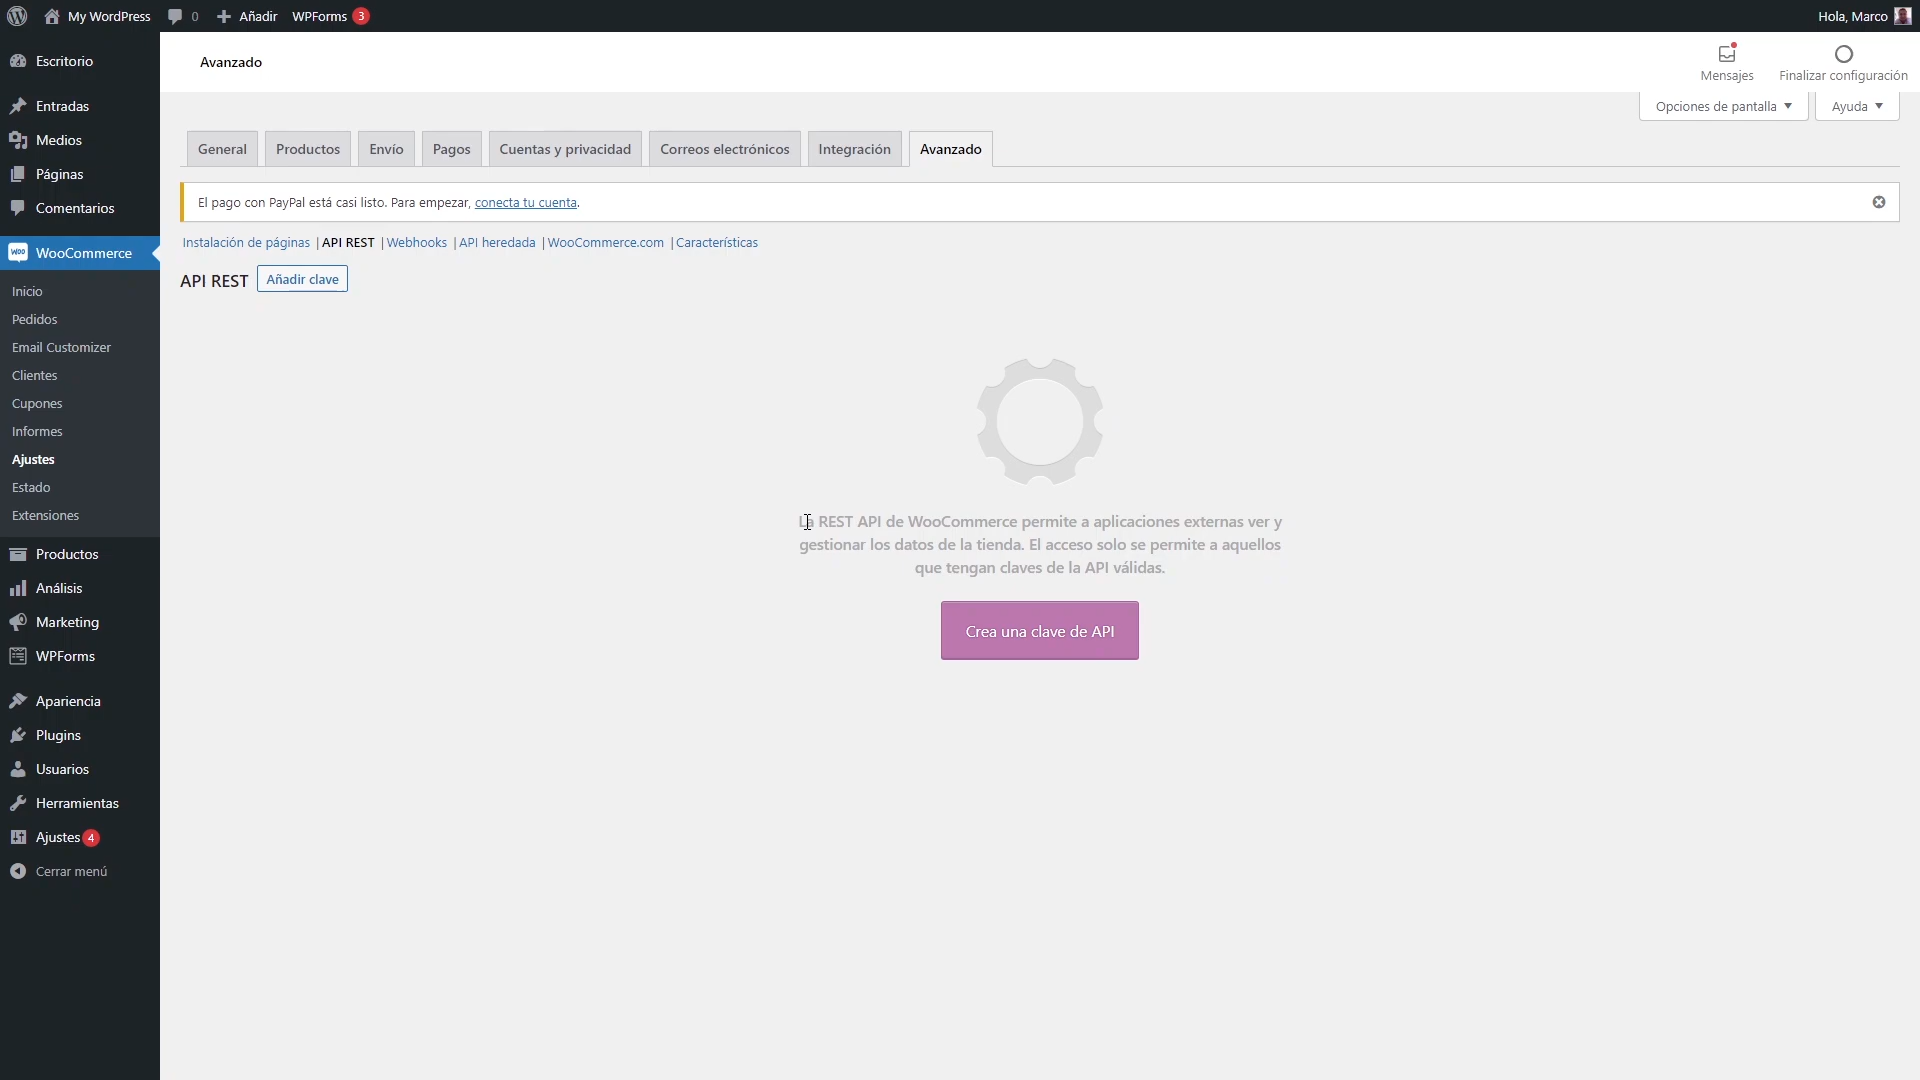 My WordPress 0 Añadir WPForms 3 Hola, Marco
Escritorio
Entradas
Medios
Páginas
Comentarios
WooCommerce
Inicio
Pedidos
Email Customizer
Clientes
Cupones
Informes
Ajustes
Estado
Extensiones
Productos
Análisis
Marketing
WPForms
Apariencia
Plugins
Usuarios
Herramientas
Ajustes 4
Cerrar menú
Avanzado
Mensajes
Finalizar configuración
Opciones de pantalla
Ayuda
General Productos Envío Pagos Cuentas y privacidad Correos electrónicos Integración Avanzado
El pago con PayPal está casi listo. Para empezar, conecta tu cuenta.
Instalación de páginas | API REST | Webhooks | API heredada | WooCommerce.com | Características
API REST Añadir clave
La REST API de WooCommerce permite a aplicaciones externas ver y
gestionar los datos de la tienda. El acceso solo se permite a aquellos
que tengan claves de la API válidas.
Crea una clave de API